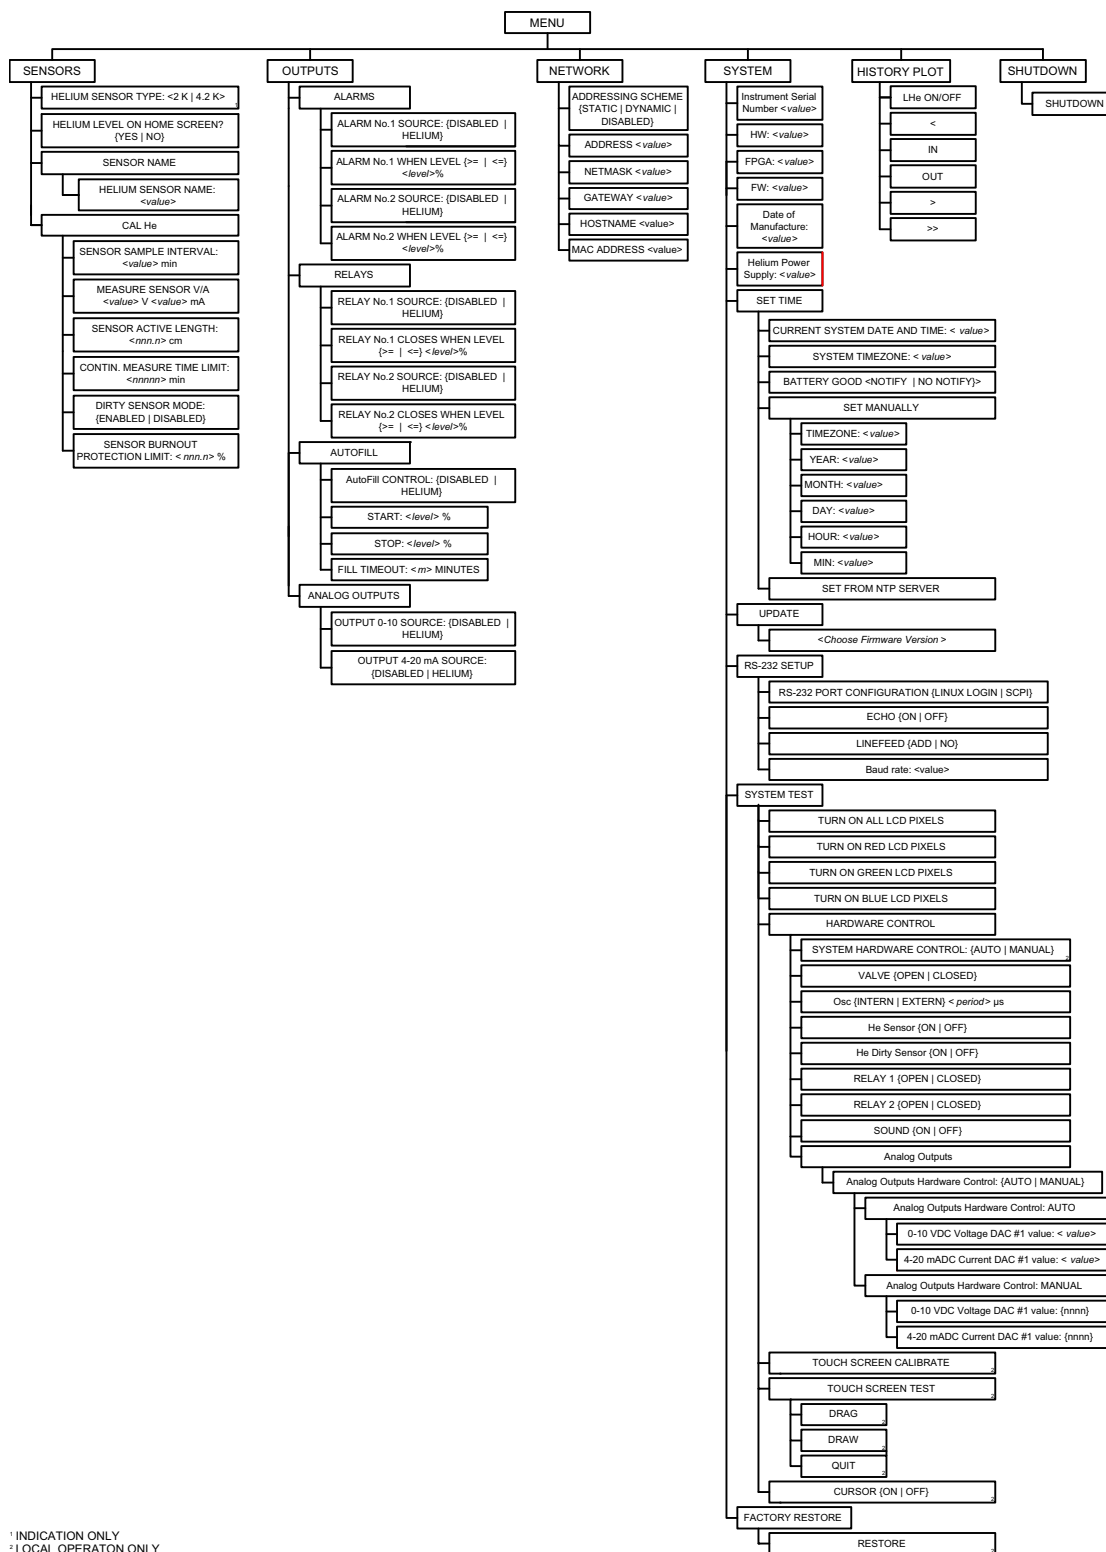 MENU
SENSORS
HELIUM SENSOR TYPE: <2 K | 4.2 K>
1
HELIUM LEVEL ON HOME SCREEN?
{YES | NO}
SENSOR NAME
HELIUM SENSOR NAME:
<value>
CAL He
SENSOR SAMPLE INTERVAL:
<value> min
MEASURE SENSOR V/A
<value> V <value> mA
SENSOR ACTIVE LENGTH:
<nnn.n> cm
CONTIN. MEASURE TIME LIMIT:
<nnnnn> min
DIRTY SENSOR MODE:
{ENABLED | DISABLED}
SENSOR BURNOUT
PROTECTION LIMIT: < nnn.n> %
OUTPUTS
ALARMS
ALARM No.1 SOURCE: {DISABLED |
HELIUM}
ALARM No.1 WHEN LEVEL {>= | <=}
<level>%
ALARM No.2 SOURCE: {DISABLED |
HELIUM}
ALARM No.2 WHEN LEVEL {>= | <=}
<level>%
RELAYS
RELAY No.1 SOURCE: {DISABLED |
HELIUM}
RELAY No.1 CLOSES WHEN LEVEL
{>= | <=} <level>%
RELAY No.2 SOURCE: {DISABLED |
HELIUM}
RELAY No.2 CLOSES WHEN LEVEL
{>= | <=} <level>%
AUTOFILL
AutoFill CONTROL: {DISABLED |
HELIUM}
START: <level> %
STOP: <level> %
FILL TIMEOUT: <m> MINUTES
ANALOG OUTPUTS
OUTPUT 0-10 SOURCE: {DISABLED |
HELIUM}
OUTPUT 4-20 mA SOURCE:
{DISABLED | HELIUM}
NETWORK
ADDRESSING SCHEME
{STATIC | DYNAMIC |
DISABLED}
ADDRESS <value>
NETMASK <value>
GATEWAY <value>
HOSTNAME <value>
MAC ADDRESS <value>
SYSTEM
Instrument Serial
Number <value>
HW: <value>
FPGA: <value>
FW: <value>
Date of
Manufacture:
<value>
Helium Power
Supply: <value>
SET TIME
CURRENT SYSTEM DATE AND TIME: < value>
SYSTEM TIMEZONE: < value>
BATTERY GOOD <NOTIFY | NO NOTIFY}>
SET MANUALLY
TIMEZONE: <value>
YEAR: <value>
MONTH: <value>
DAY: <value>
HOUR: <value>
MIN: <value>
SET FROM NTP SERVER
UPDATE
<Choose Firmware Version >
RS-232 SETUP
RS-232 PORT CONFIGURATION {LINUX LOGIN | SCPI}
ECHO {ON | OFF}
LINEFEED {ADD | NO}
Baud rate: <value>
SYSTEM TEST
TURN ON ALL LCD PIXELS
TURN ON RED LCD PIXELS
TURN ON GREEN LCD PIXELS
TURN ON BLUE LCD PIXELS
HARDWARE CONTROL
SYSTEM HARDWARE CONTROL: {AUTO | MANUAL}
2
VALVE {OPEN | CLOSED}
Osc {INTERN | EXTERN} < period> µs
He Sensor {ON | OFF}
He Dirty Sensor {ON | OFF}
RELAY 1 {OPEN | CLOSED}
RELAY 2 {OPEN | CLOSED}
SOUND {ON | OFF}
Analog Outputs
Analog Outputs Hardware Control: {AUTO | MANUAL}
Analog Outputs Hardware Control: AUTO
0-10 VDC Voltage DAC #1 value: < value>
4-20 mADC Current DAC #1 value: < value>
Analog Outputs Hardware Control: MANUAL
0-10 VDC Voltage DAC #1 value: {nnnn}
4-20 mADC Current DAC #1 value: {nnnn}
TOUCH SCREEN CALIBRATE
2
TOUCH SCREEN TEST
2
DRAG
2
DRAW
2
QUIT
2
CURSOR {ON | OFF}
2
FACTORY RESTORE
RESTORE
2
HISTORY PLOT
LHe ON/OFF
<
IN
OUT
>
>>
SHUTDOWN
SHUTDOWN
1 INDICATION ONLY
2 LOCAL OPERATON ONLY